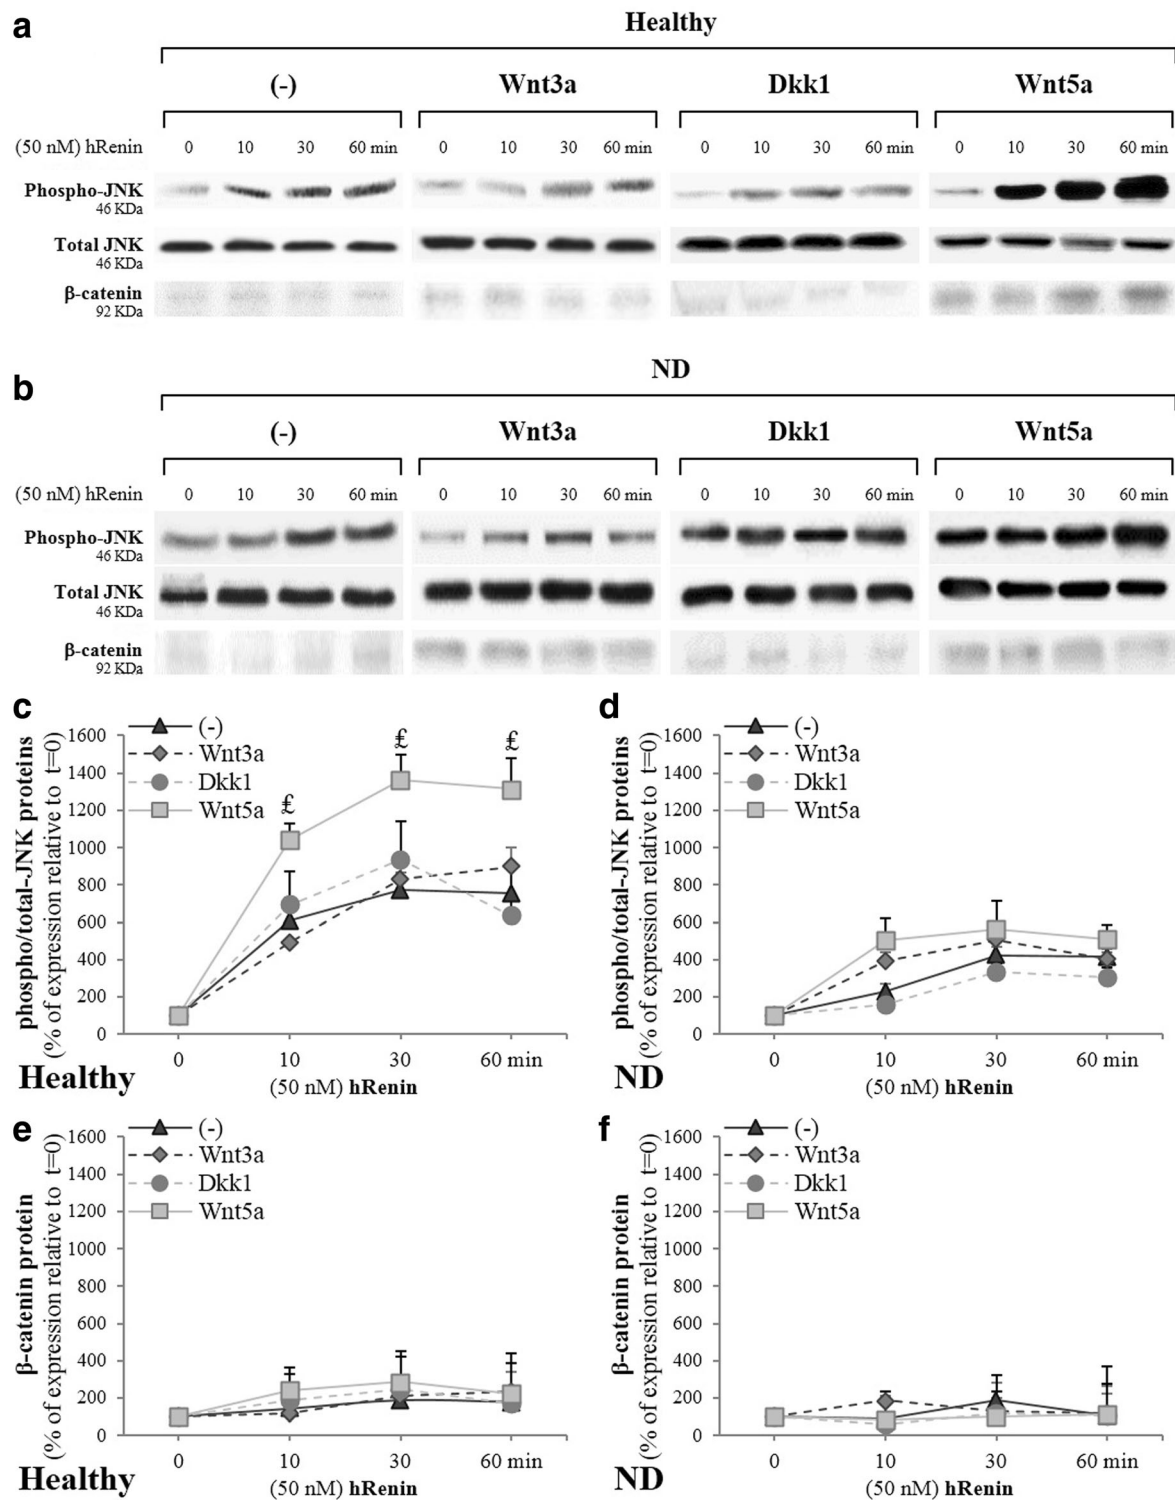 a
Healthy
(-) Wnt3a Dkk1 Wnt5a
(50 nM) hRenin 0 10 30 60 min 0 10 30 60 min 0 10 30 60 min 0 10 30 60 min
Phospho-JNK
46 KDa
Total JNK
46 KDa
β-catenin
92 KDa
b
ND
(-) Wnt3a Dkk1 Wnt5a
(50 nM) hRenin 0 10 30 60 min 0 10 30 60 min 0 10 30 60 min 0 10 30 60 min
Phospho-JNK
46 KDa
Total JNK
46 KDa
β-catenin
92 KDa
c
phospho/total-JNK proteins
(% of expression relative to t=0)
1600
1400
1200
1000
800
600
400
200
0
(-)
Wnt3a
Dkk1
Wnt5a
£ £ £
0 10 30 60 min
Healthy
(50 nM) hRenin
d
phospho/total-JNK proteins
(% of expression relative to t=0)
1600
1400
1200
1000
800
600
400
200
0
(-)
Wnt3a
Dkk1
Wnt5a
0 10 30 60 min
ND
(50 nM) hRenin
e
β-catenin protein
(% of expression relative to t=0)
1600
1400
1200
1000
800
600
400
200
0
(-)
Wnt3a
Dkk1
Wnt5a
0 10 30 60 min
Healthy
(50 nM) hRenin
f
β-catenin protein
(% of expression relative to t=0)
1600
1400
1200
1000
800
600
400
200
0
(-)
Wnt3a
Dkk1
Wnt5a
0 10 30 60 min
ND
(50 nM) hRenin